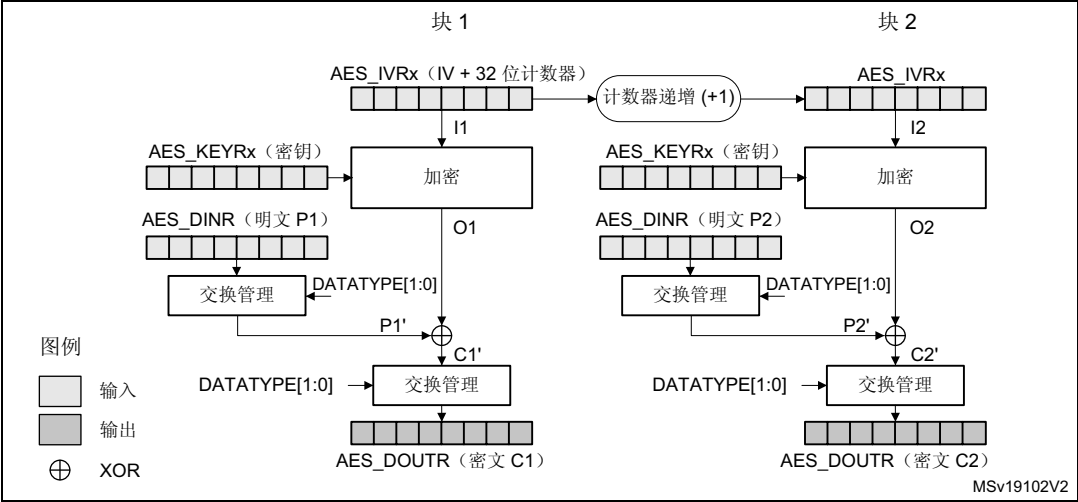 块 1
块 2
AES_IVRx（IV + 32 位计数器）
计数器递增 (+1)
AES_IVRx
I1
I2
AES_KEYRx（密钥）
加密
AES_KEYRx（密钥）
加密
AES_DINR（明文 P1）
O1
AES_DINR（明文 P2）
O2
交换管理
DATATYPE[1:0]
交换管理
DATATYPE[1:0]
P1'
P2'
C1'
C2'
图例
DATATYPE[1:0]
交换管理
DATATYPE[1:0]
交换管理
输入
输出
AES_DOUTR（密文 C1）
AES_DOUTR（密文 C2）
XOR
MSv19102V2